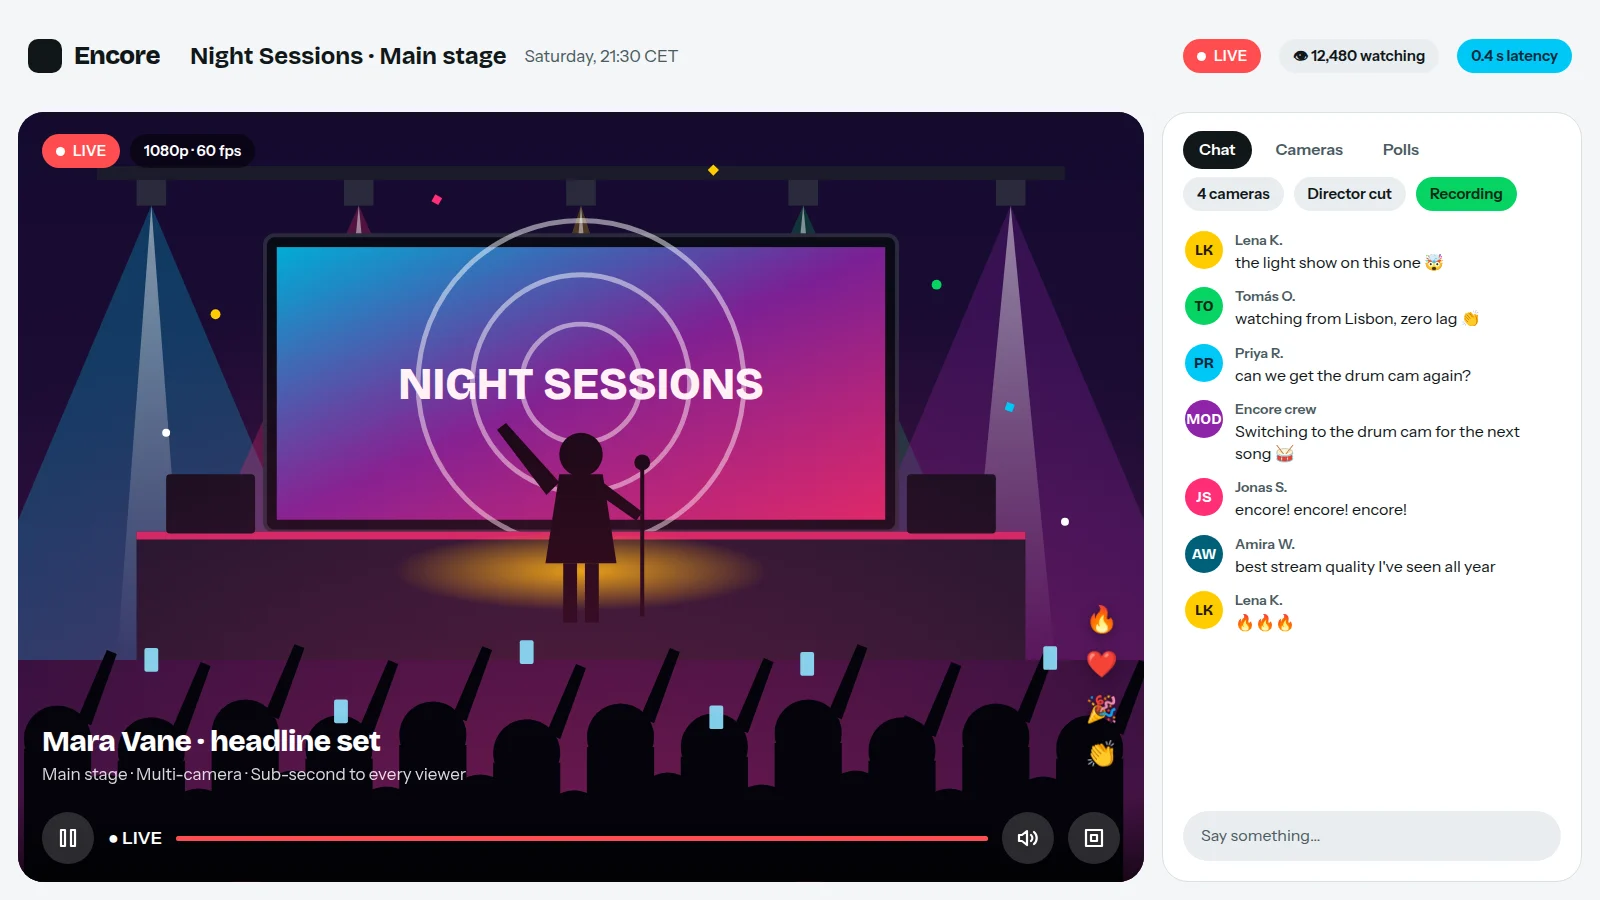 Encore
Night Sessions · Main stage
Saturday, 21:30 CET
LIVE
12,480 watching
0.4 s latency
LIVE
1080p · 60 fps
NIGHT SESSIONS
Mara Vane · headline set
Main stage · Multi-camera · Sub-second to every viewer
LIVE
Chat
Cameras
Polls
4 cameras
Director cut
Recording
LK
Lena K.
the light show on this one 🤯
TO
Tomás O.
watching from Lisbon, zero lag 👏
PR
Priya R.
can we get the drum cam again?
MOD
Encore crew
Switching to the drum cam for the next
song 🥁
JS
Jonas S.
encore! encore! encore!
AW
Amira W.
best stream quality I've seen all year
LK
Lena K.
🔥🔥🔥
Say something...